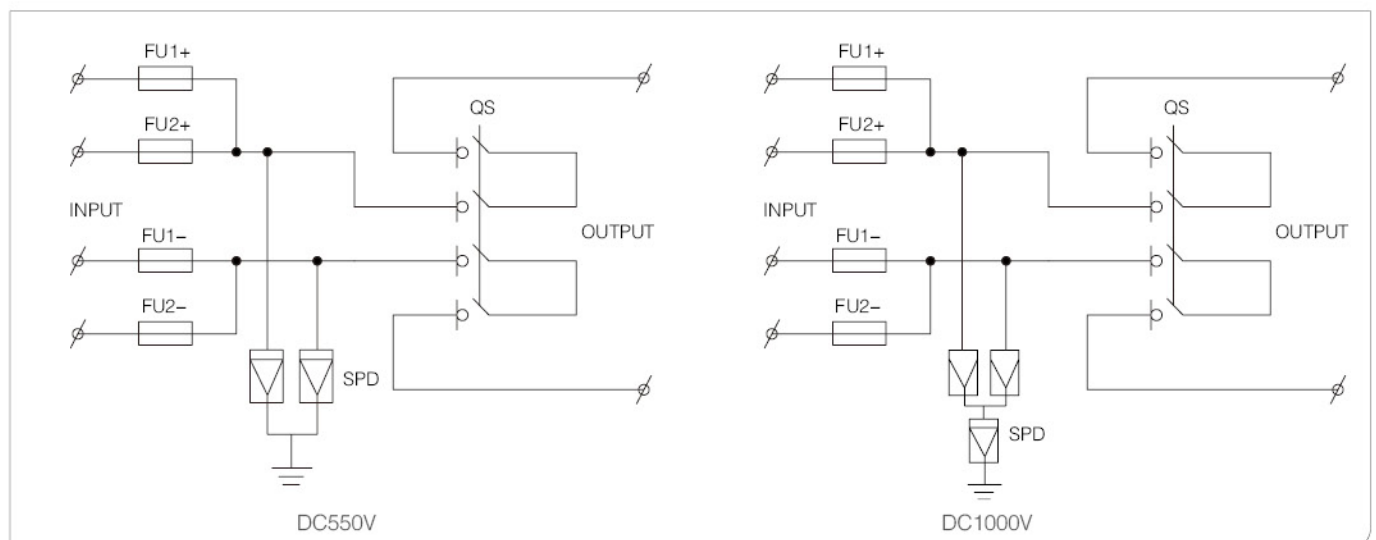 FU1+
QS
FU2+
INPUT
FU1-
OUTPUT
FU2-
SPD
DC550V
FU1+
QS
FU2+
INPUT
FU1-
OUTPUT
FU2-
SPD
DC1000V